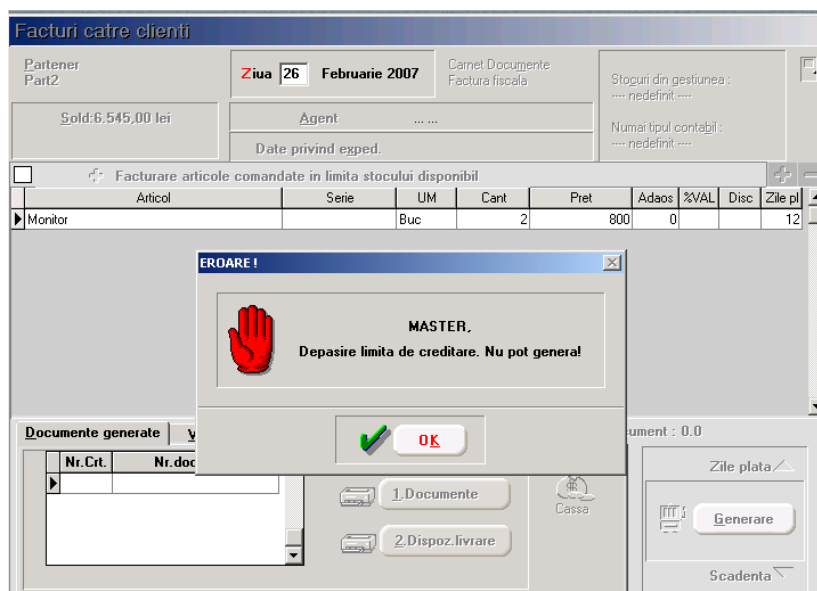 Facturi catre clienti
Partener
Part2
Ziua 26 Februarie 2007
Carnet Documente
Factura fiscala
Stocuri din gestiunea :
---- nedefinit ----
Sold:6.545,00 lei
Agent ... ...
Numai tipul contabil :
---- nedefinit ----
Date privind exped.
Facturare articole comandate in limita stocului disponibil
Articol Serie UM Cant Pret Adaos %VAL Disc Zile pl
Monitor Buc 2 800 0 12
EROARE !
MASTER,
Depasire limita de creditare. Nu pot genera!
OK
Documente generate V
ument : 0.0
Nr.Crt. Nr.doc
Zile plata
1.Documente
Cassa
Generare
2.Dispoz.livrare
Scadenta